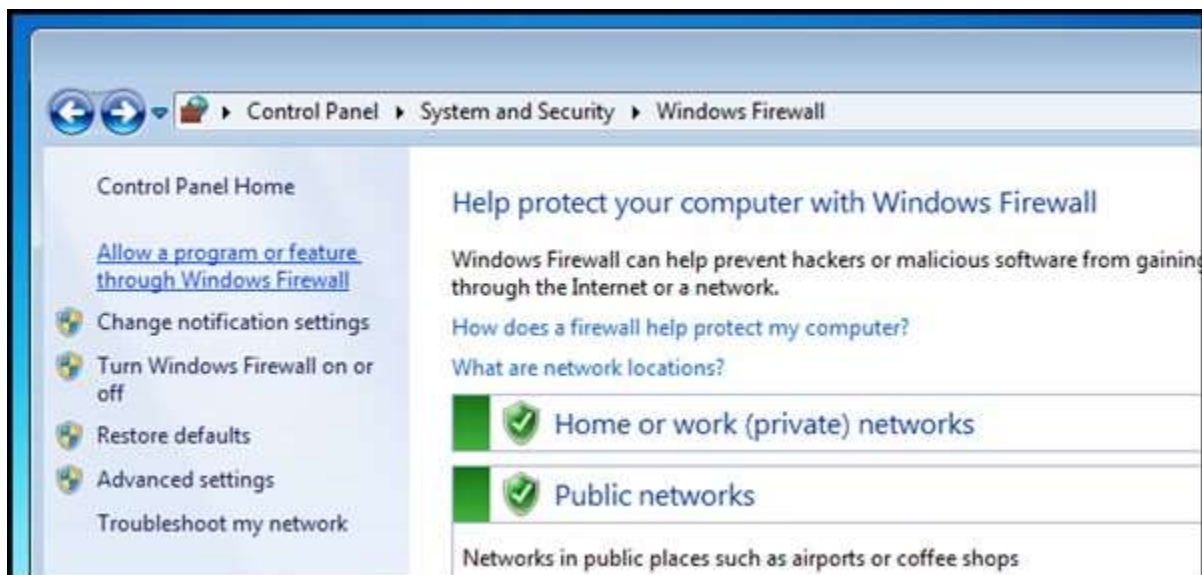 Control Panel ▸ System and Security ▸ Windows Firewall
Control Panel Home
Allow a program or feature
through Windows Firewall
Change notification settings
Turn Windows Firewall on or
off
Restore defaults
Advanced settings
Troubleshoot my network
Help protect your computer with Windows Firewall
Windows Firewall can help prevent hackers or malicious software from gaining
through the Internet or a network.
How does a firewall help protect my computer?
What are network locations?
Home or work (private) networks
Public networks
Networks in public places such as airports or coffee shops